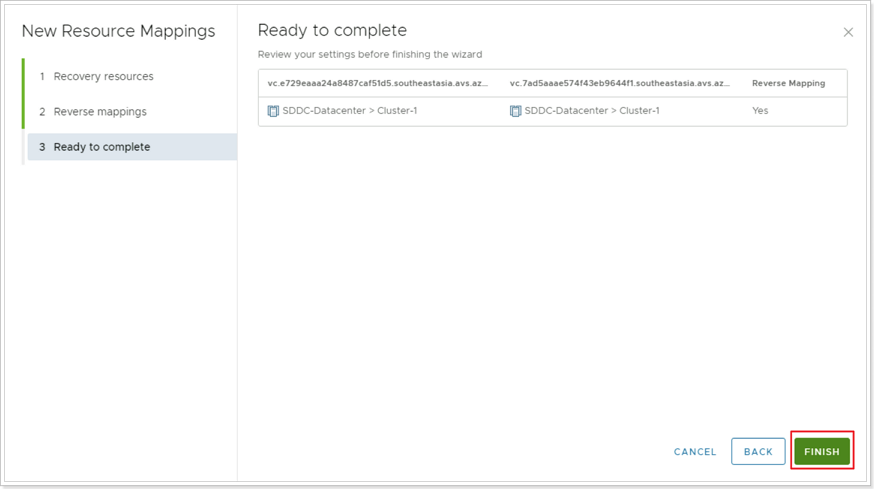 New Resource Mappings
1 Recovery resources
2 Reverse mappings
3 Ready to complete
Ready to complete
Review your settings before finishing the wizard
vc.e729eaaa24a8487caf51d5.southeastasia.avs.az... vc.7ad5aaae574f43eb9644f1.southeastasia.avs.az... Reverse Mapping
SDDC-Datacenter > Cluster-1 SDDC-Datacenter > Cluster-1 Yes
CANCEL BACK FINISH